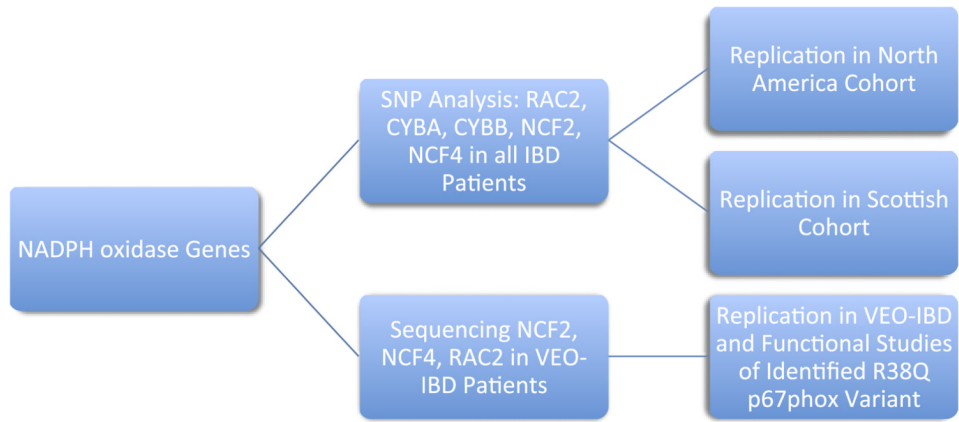 NADPH oxidase Genes
SNP Analysis: RAC2,
CYBA, CYBB, NCF2,
NCF4 in all IBD
Patients
Sequencing NCF2,
NCF4, RAC2 in VEO-
IBD Patients
Replication in North
America Cohort
Replication in Scottish
Cohort
Replication in VEO-IBD
and Functional Studies
of Identified R38Q
p67phox Variant